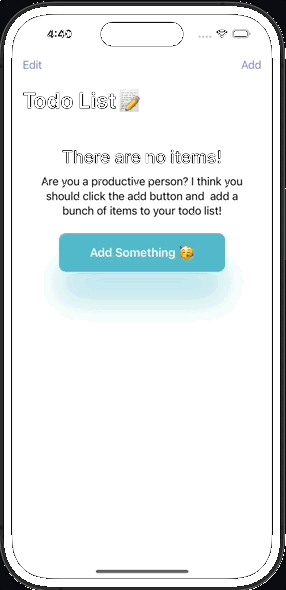 4:40
Edit Add
Todo List📝
There are no items!
Are you a productive person? I think you
should click the add button and  add a
bunch of items to your todo list!
Add Something 🥳